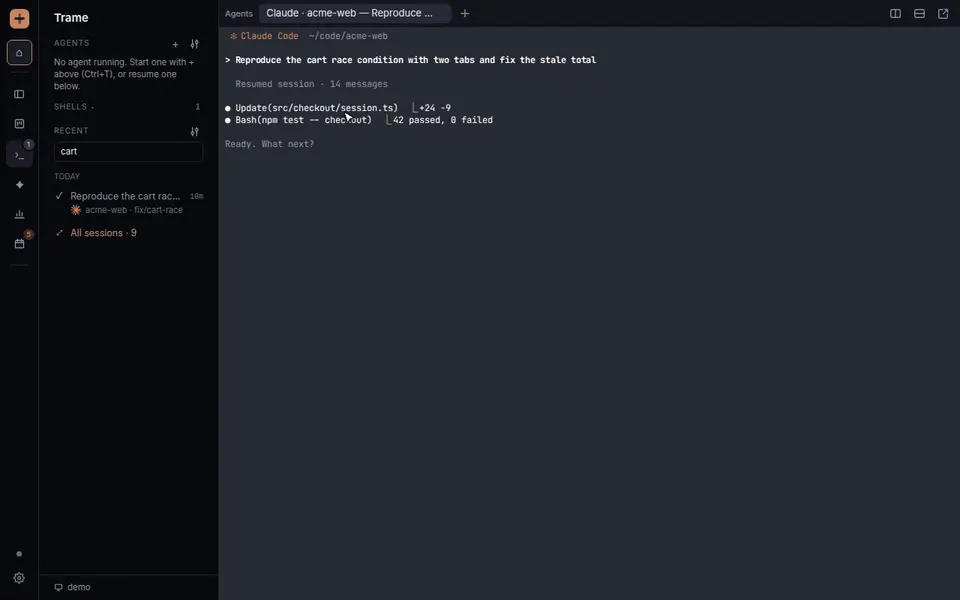 Trame
AGENTS
No agent running. Start one with +
above (Ctrl+T), or resume one
below.
SHELLS · 1
RECENT
cart
TODAY
✓ Reproduce the cart rac... 18m
acme-web · fix/cart-race
All sessions · 9
demo
1
5
Agents
Claude · acme-web — Reproduce ...
Claude Code ~/code/acme-web
> Reproduce the cart race condition with two tabs and fix the stale total
Resumed session · 14 messages
● Update(src/checkout/session.ts) ⎿ +24 -9
● Bash(npm test -- checkout) ⎿ 42 passed, 0 failed
Ready. What next?